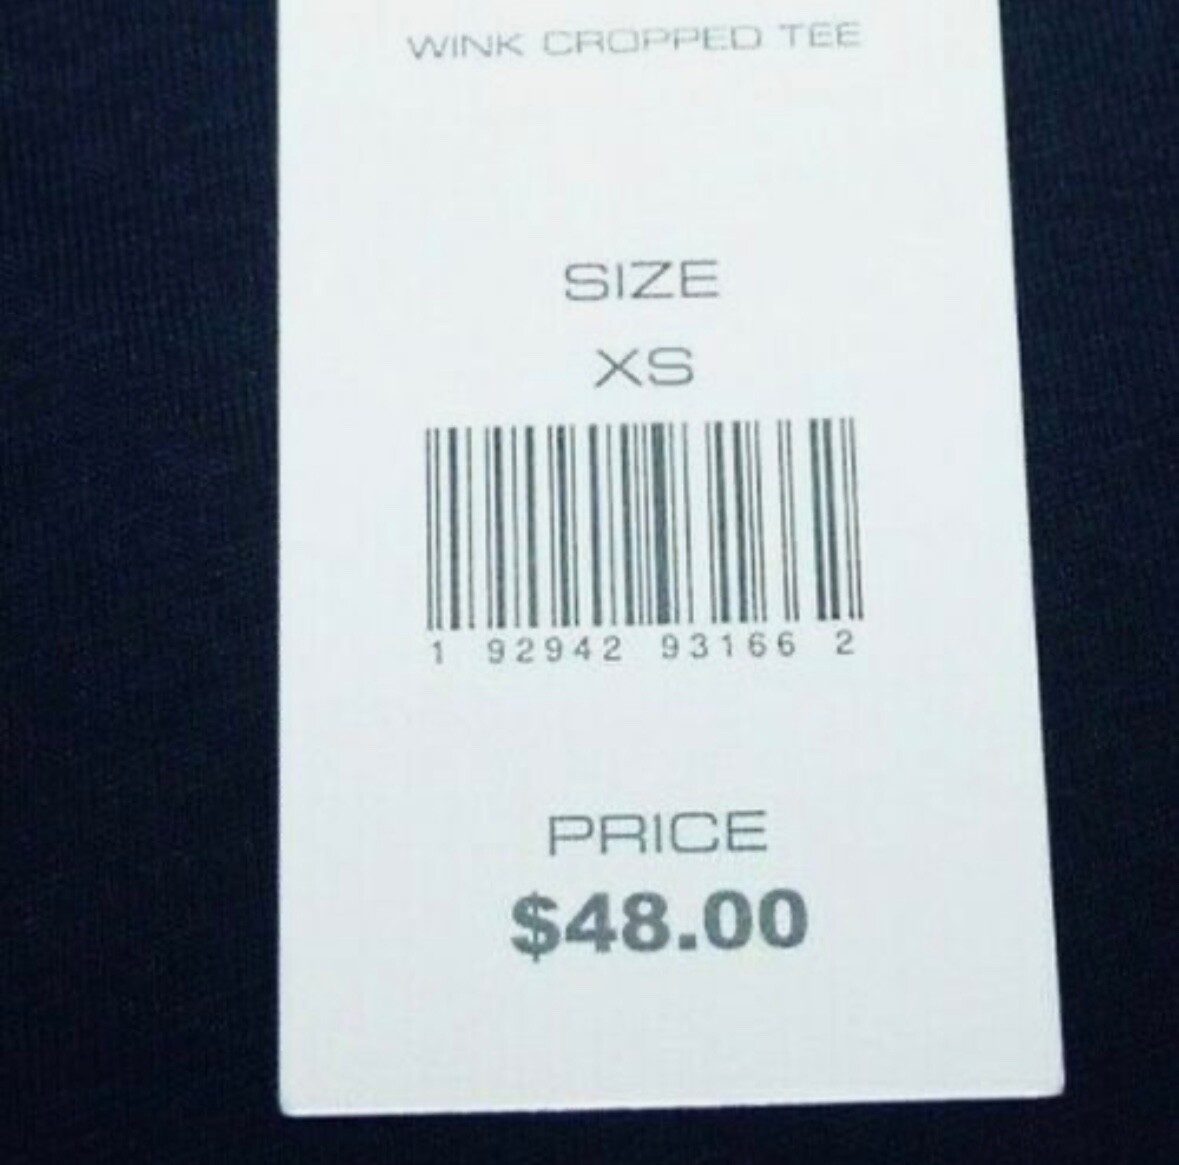 WINK CROPPED TEE
SIZE
XS
1 92942 93166 2
PRICE
$48.00